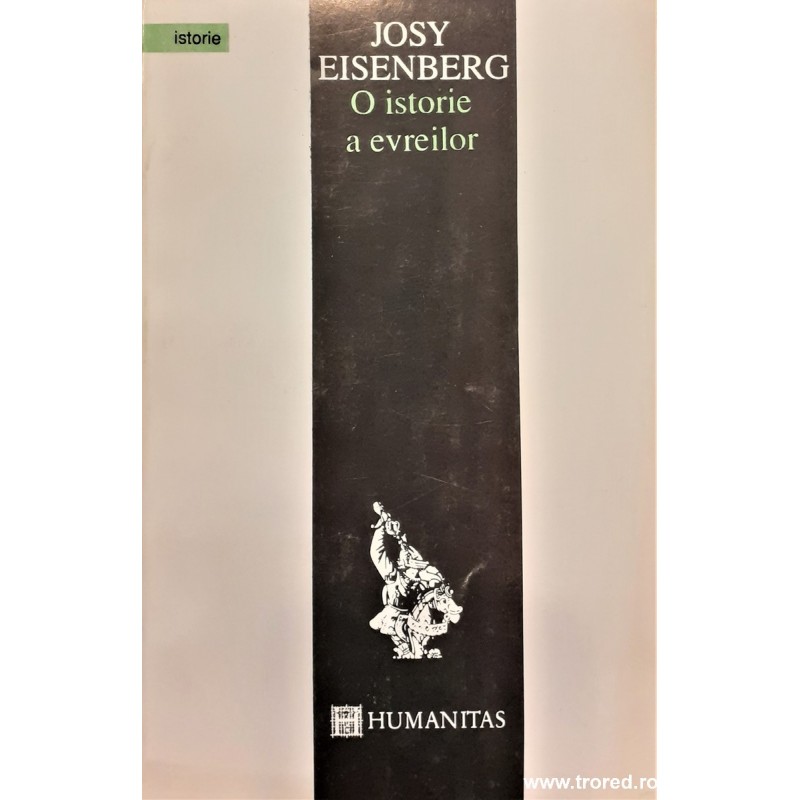 istorie
JOSY
EISENBERG
O istorie
a evreilor
HUMANITAS
www.trored.ro